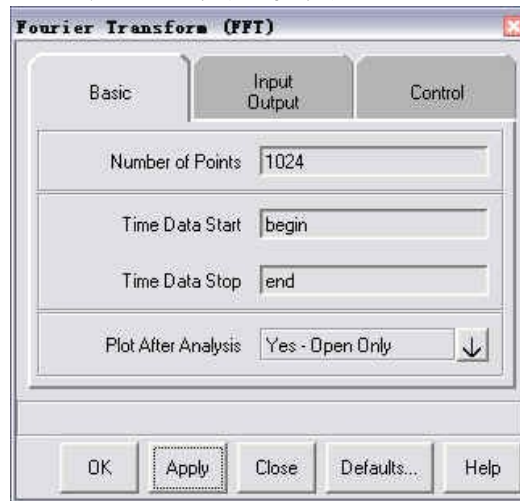 Fourier Transform (FFT)
Basic
Input
Output
Control
Number of Points 1024
Time Data Start begin
Time Data Stop end
Plot After Analysis Yes - Open Only
OK Apply Close Defaults... Help